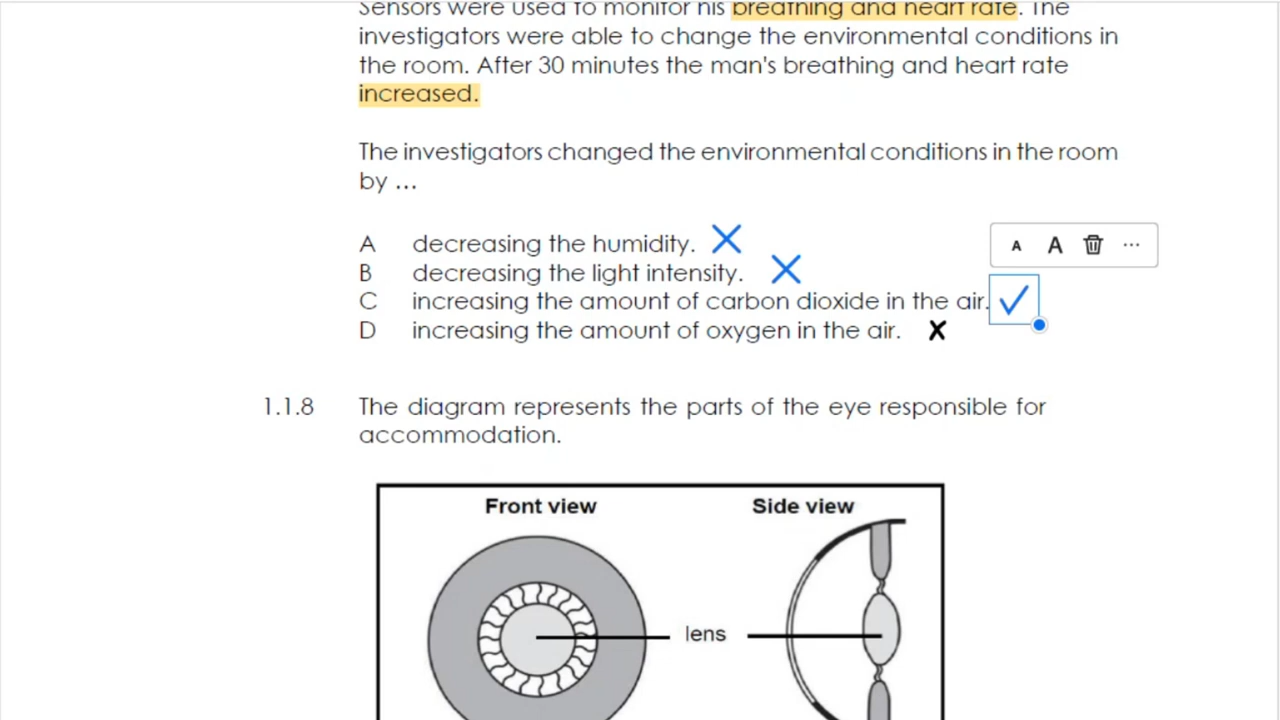 Sensors were used to monitor his breathing and heart rate. The
investigators were able to change the environmental conditions in
the room. After 30 minutes the man's breathing and heart rate
increased.
The investigators changed the environmental conditions in the room
by ...
A decreasing the humidity.
B decreasing the light intensity.
C increasing the amount of carbon dioxide in the air.
D increasing the amount of oxygen in the air.
A A ...
1.1.8 The diagram represents the parts of the eye responsible for
accommodation.
Front view Side view
lens